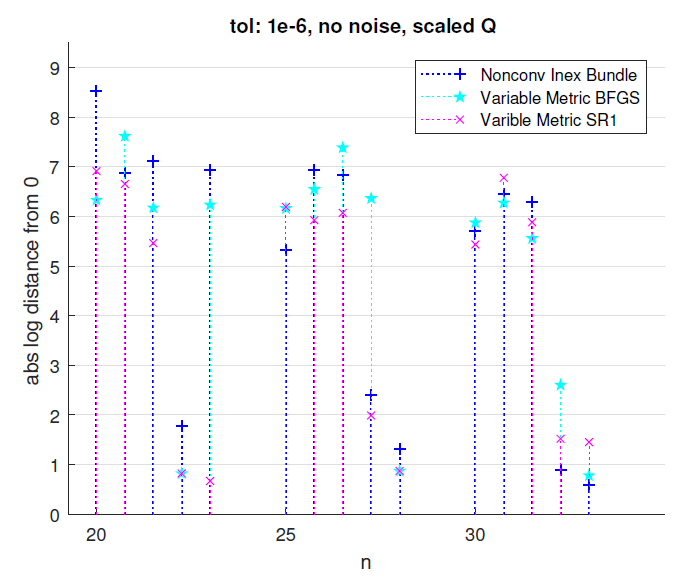 tol: 1e-6, no noise, scaled Q
Nonconv Inex Bundle
Variable Metric BFGS
Varible Metric SR1
abs log distance from 0
9
8
7
6
5
4
3
2
1
0
20 25 30
n